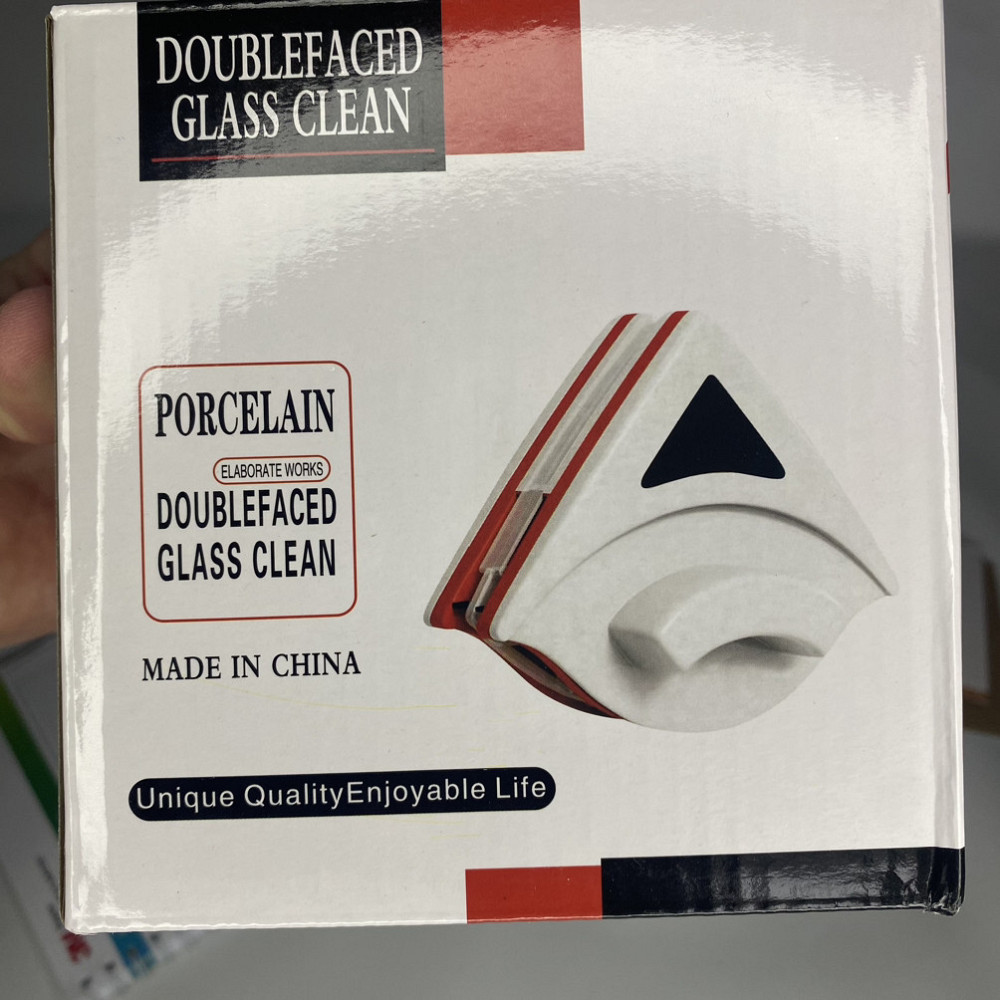 DOUBLEFACED
GLASS CLEAN
PORCELAIN
ELABORATE WORKS
DOUBLEFACED
GLASS CLEAN
MADE IN CHINA
Unique QualityEnjoyable Life